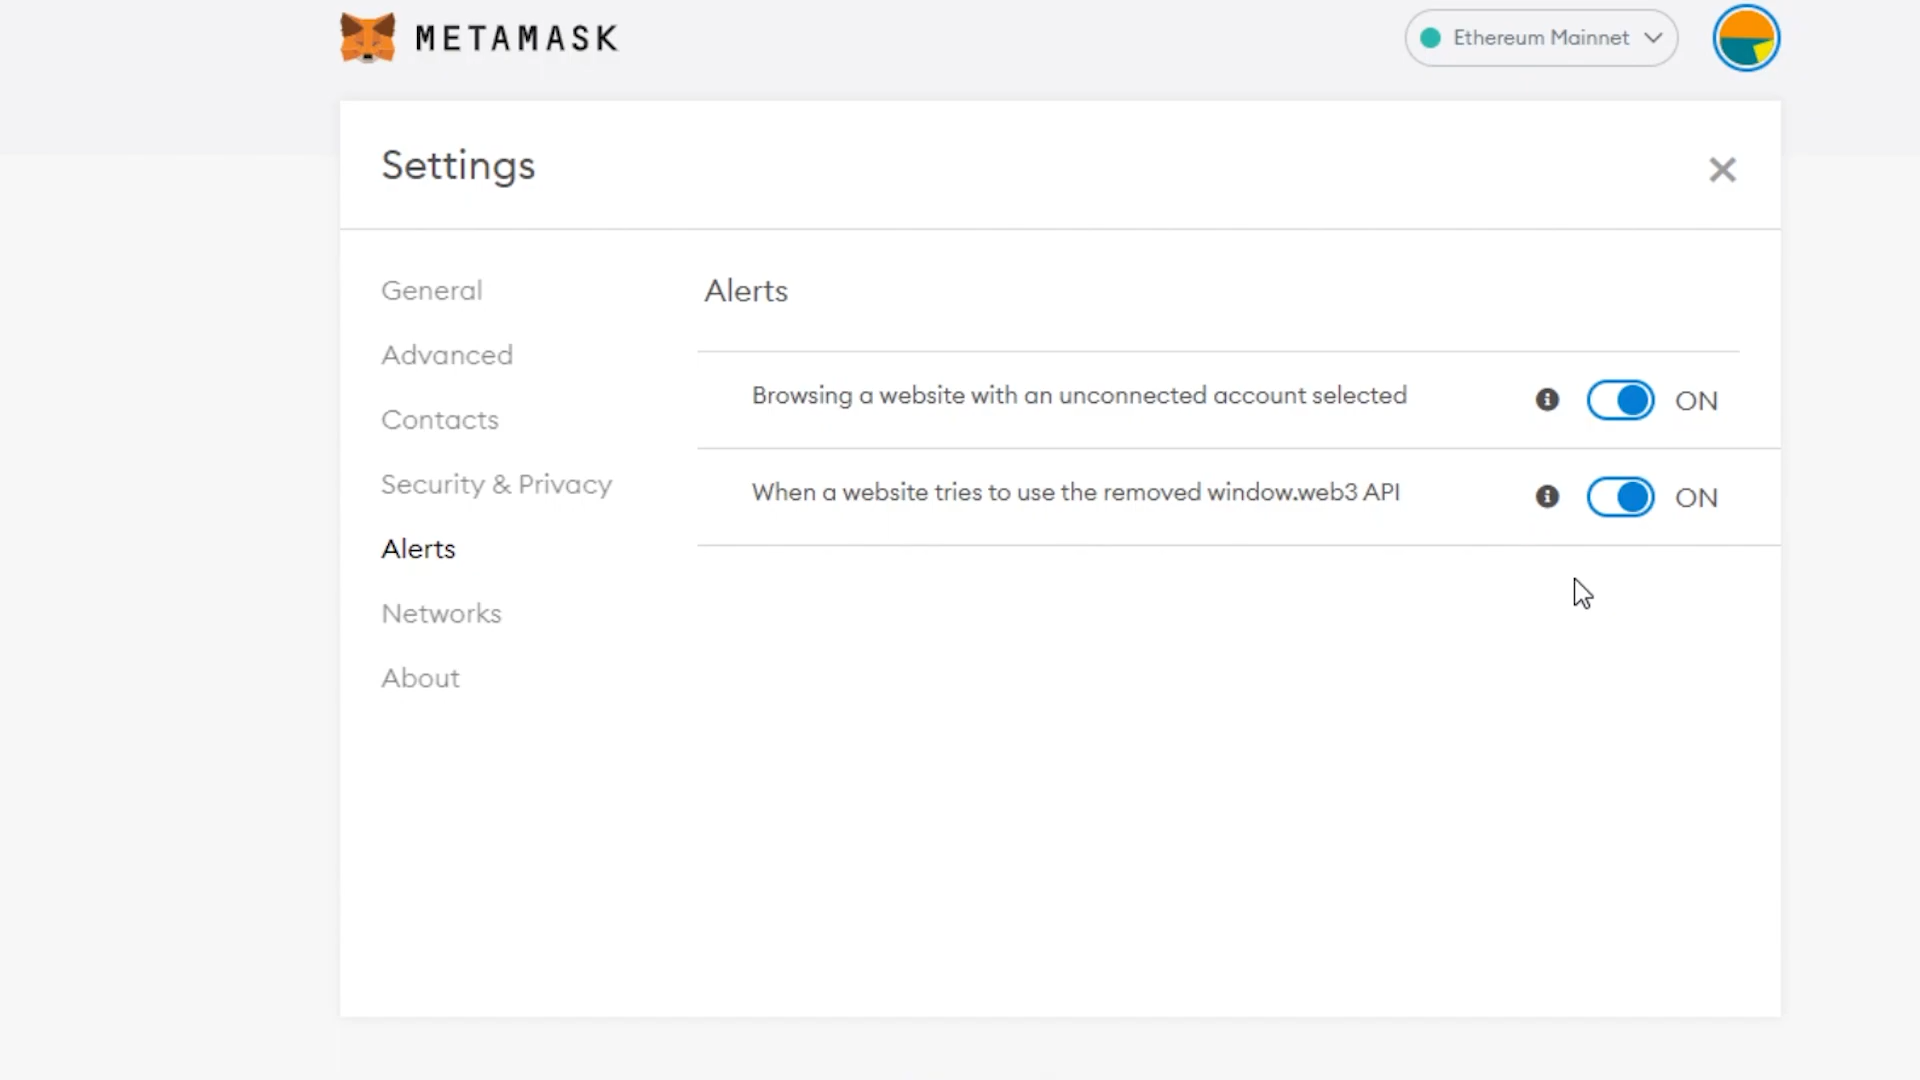 METAMASK
Ethereum Mainnet
Settings
General
Advanced
Contacts
Security & Privacy
Alerts
Networks
About
Alerts
Browsing a website with an unconnected account selected
ON
When a website tries to use the removed window.web3 API
ON